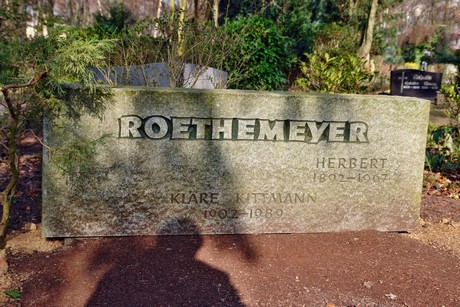 ROETHEMEYER
HERBERT
1892-1967
KLÄRE KITTMANN
1902-1989